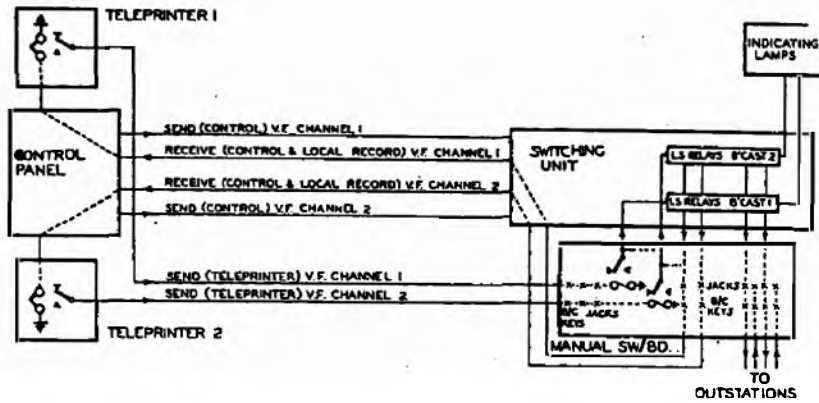 TELEPRINTER 1
INDICATING
LAMPS
CONTROL
PANEL
SEND (CONTROL) V.F. CHANNEL 1
RECEIVE (CONTROL & LOCAL RECORD) V.F. CHANNEL 1
RECEIVE (CONTROL & LOCAL RECORD) V.F. CHANNEL 2
SEND (CONTROL) V.F. CHANNEL 2
SWITCHING
UNIT
LS RELAYS B'CAST 2
LS RELAYS B'CAST 1
SEND (TELEPRINTER) V.F. CHANNEL 1
SEND (TELEPRINTER) V.F. CHANNEL 2
B/C
KEYS
JACKS
JACKS
B/C
KEYS
TELEPRINTER 2
MANUAL SW/BD.
TO
OUTSTATIONS